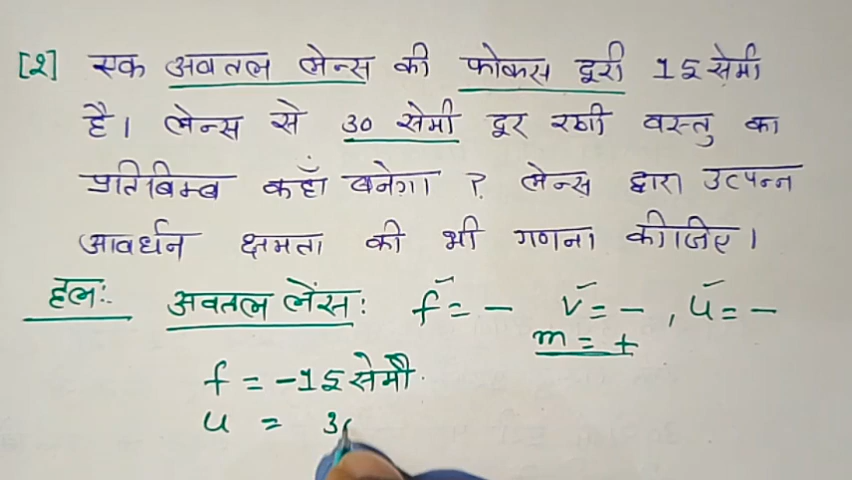 [2] एक अवतल लेन्स की फोकस दूरी 15 सेमी
है। लेन्स से 30 सेमी दूर रखी वस्तु का
प्रतिबिम्ब कहाँ बनेगा ? लेन्स द्वारा उत्पन्न
आवर्धन क्षमता की भी गणना कीजिए।
हलः- अवतल लेंस: f̄ = - v̄ = - , ū = -
m = +
f = -15 सेमी.
u = 30